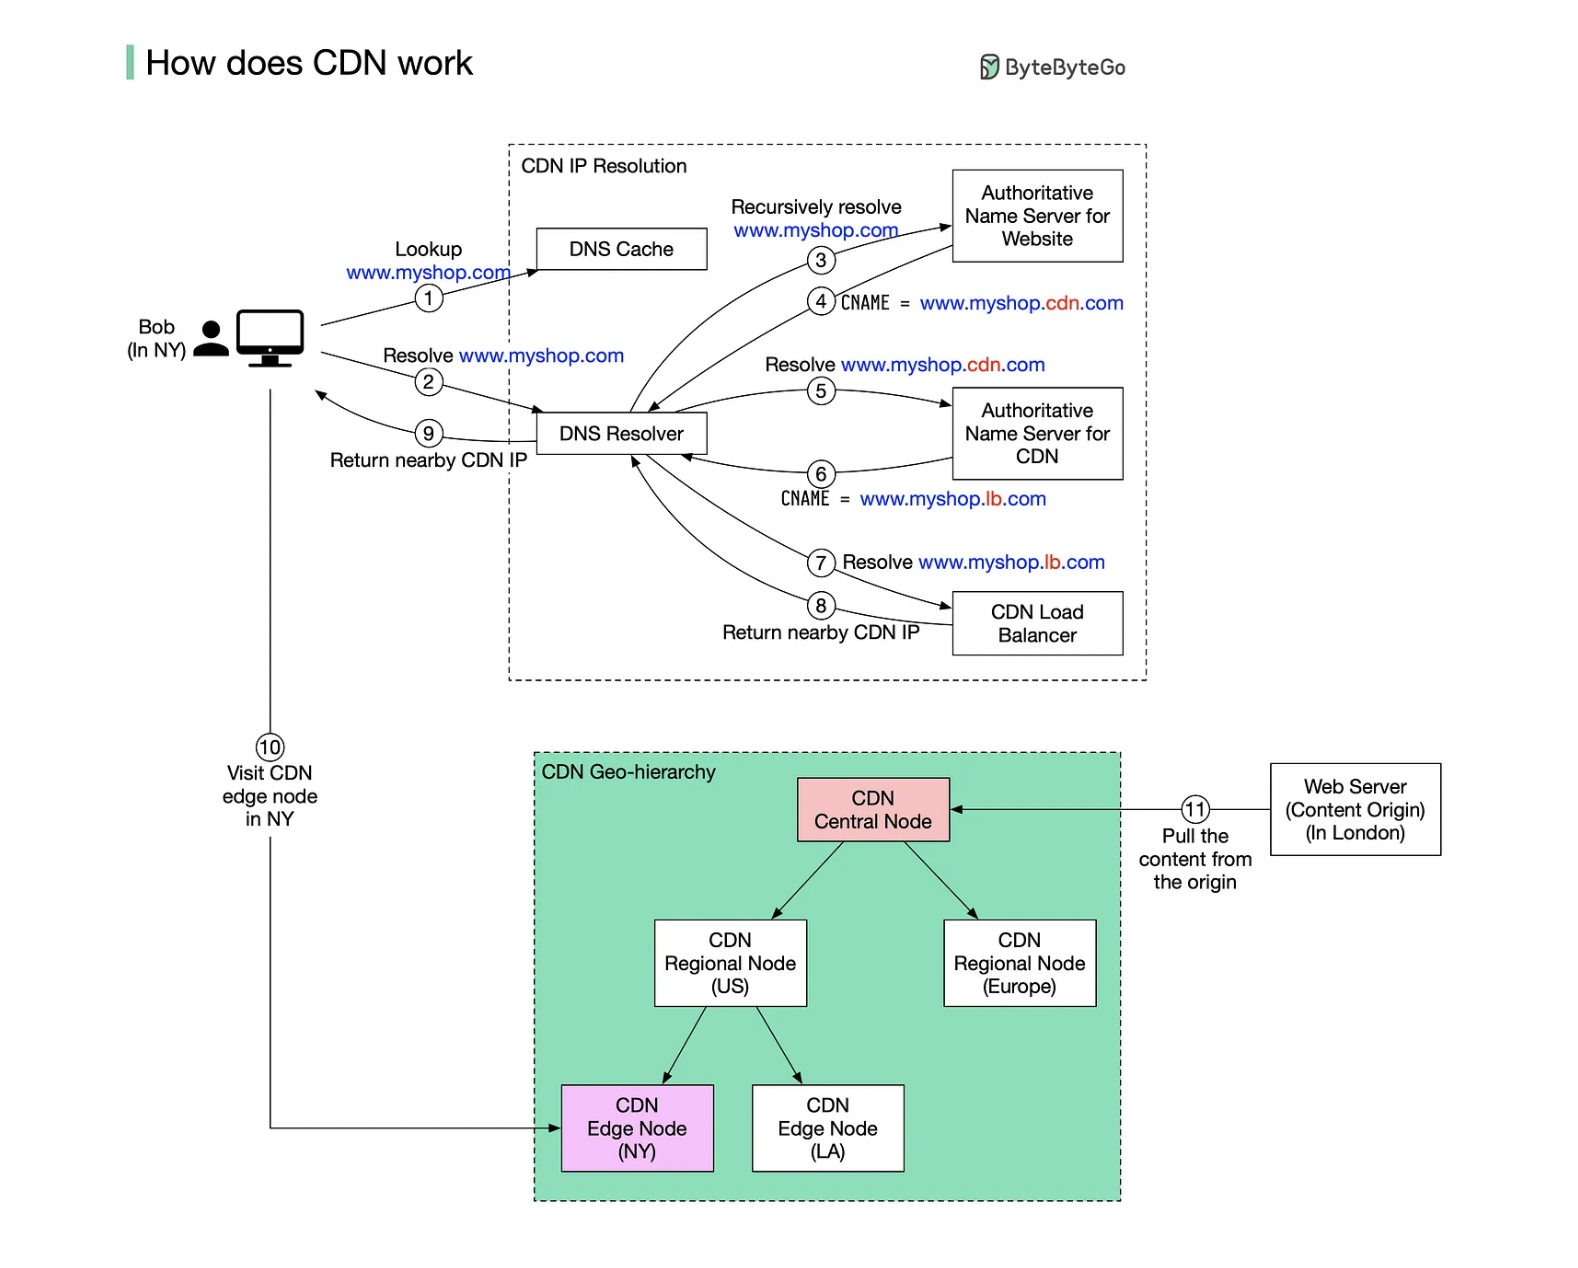 How does CDN work
ByteByteGo
CDN IP Resolution
Lookup
www.myshop.com
1
DNS Cache
Recursively resolve
www.myshop.com
3
Authoritative
Name Server for
Website
4
CNAME = www.myshop.cdn.com
Bob
(In NY)
Resolve www.myshop.com
2
Resolve www.myshop.cdn.com
5
Authoritative
Name Server for
CDN
DNS Resolver
9
Return nearby CDN IP
6
CNAME = www.myshop.lb.com
7
Resolve www.myshop.lb.com
8
Return nearby CDN IP
CDN Load
Balancer
10
Visit CDN
edge node
in NY
CDN Geo-hierarchy
CDN
Central Node
11
Pull the
content from
the origin
Web Server
(Content Origin)
(In London)
CDN
Regional Node
(US)
CDN
Regional Node
(Europe)
CDN
Edge Node
(NY)
CDN
Edge Node
(LA)